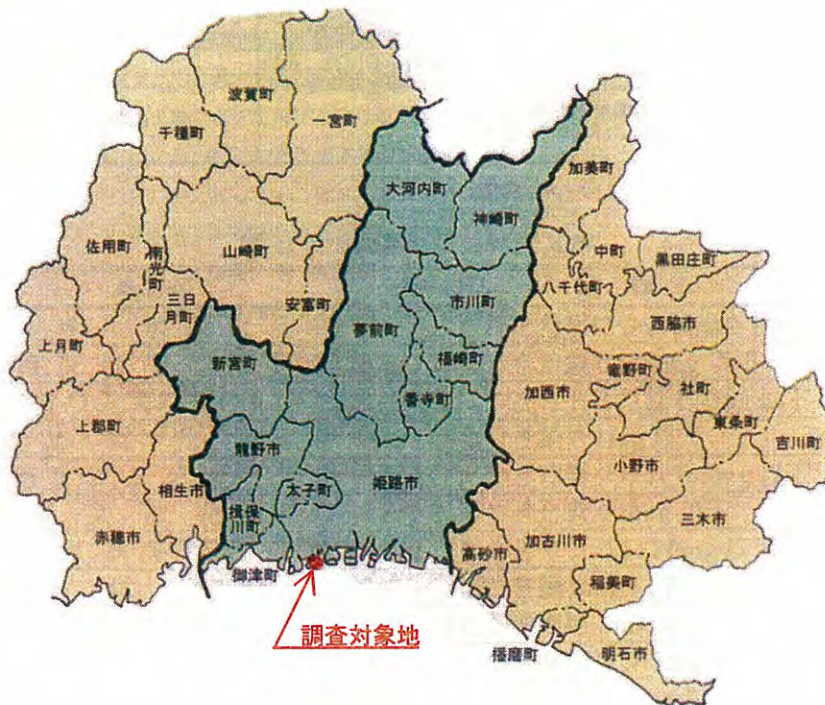 波賀町
一宮町
千種町
大河内町
神崎町
加美町
佐用町
南光町
山崎町
中町
黒田庄町
八千代町
三日月町
安富町
市川町
上月町
夢前町
西脇市
新宮町
福崎町
滝野町
社町
香寺町
加西市
東条町
吉川町
上郡町
龍野市
小野市
相生市
太子町
姫路市
揖保川町
三木市
赤穂市
加古川市
高砂市
御津町
稲美町
調査対象地
播磨町
明石市